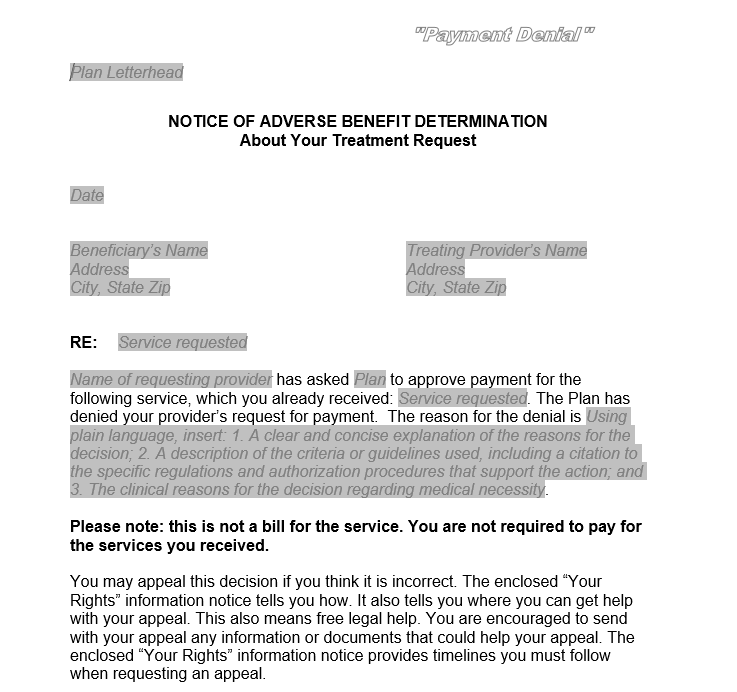 "Payment Denial"
Plan Letterhead
NOTICE OF ADVERSE BENEFIT DETERMINATION
About Your Treatment Request
Date
Beneficiary's Name
Treating Provider's Name
Address
Address
City, State Zip
City, State Zip
RE: Service requested
Name of requesting provider has asked Plan to approve payment for the
following service, which you already received: Service requested. The Plan has
denied your provider's request for payment. The reason for the denial is Using
plain language, insert: 1. A clear and concise explanation of the reasons for the
decision; 2. A description of the criteria or guidelines used, including a citation to
the specific regulations and authorization procedures that support the action; and
3. The clinical reasons for the decision regarding medical necessity.
Please note: this is not a bill for the service. You are not required to pay for
the services you received.
You may appeal this decision if you think it is incorrect. The enclosed “Your
Rights” information notice tells you how. It also tells you where you can get help
with your appeal. This also means free legal help. You are encouraged to send
with your appeal any information or documents that could help your appeal. The
enclosed “Your Rights” information notice provides timelines you must follow
when requesting an appeal.